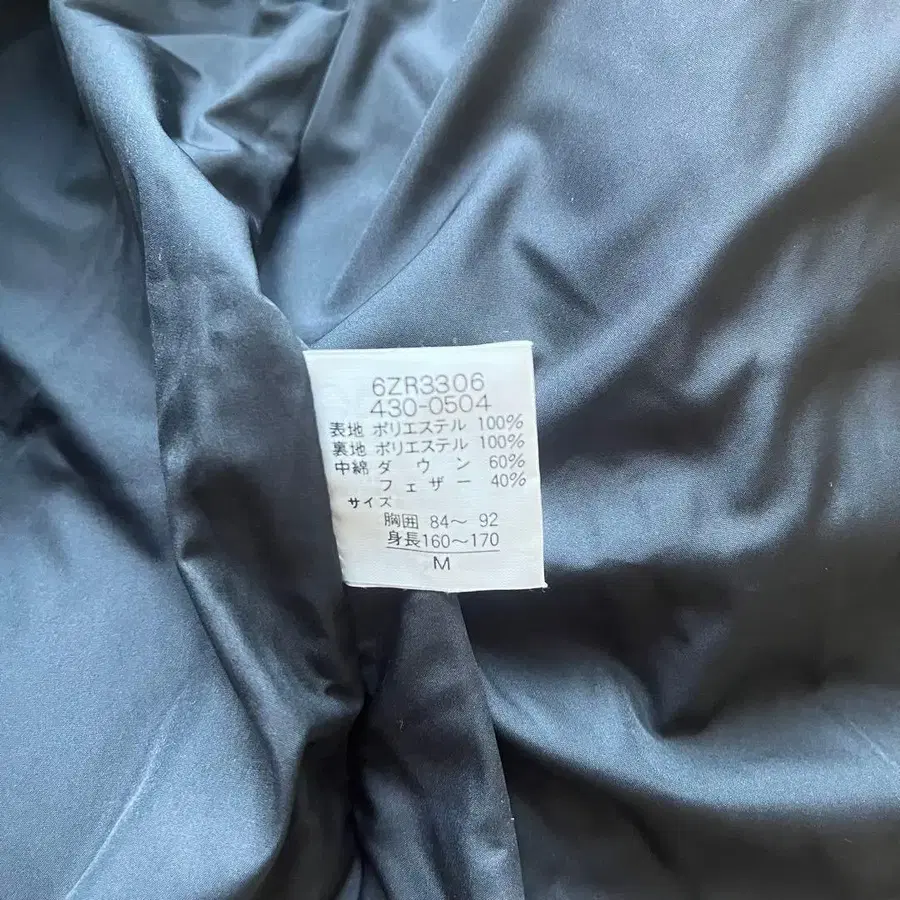 6ZR3306
430-0504
表地 ポリエステル 100%
裏地 ポリエステル 100%
中綿 ダウン 60%
フェザー 40%
サイズ
胸囲 84〜 92
身長160〜170
M